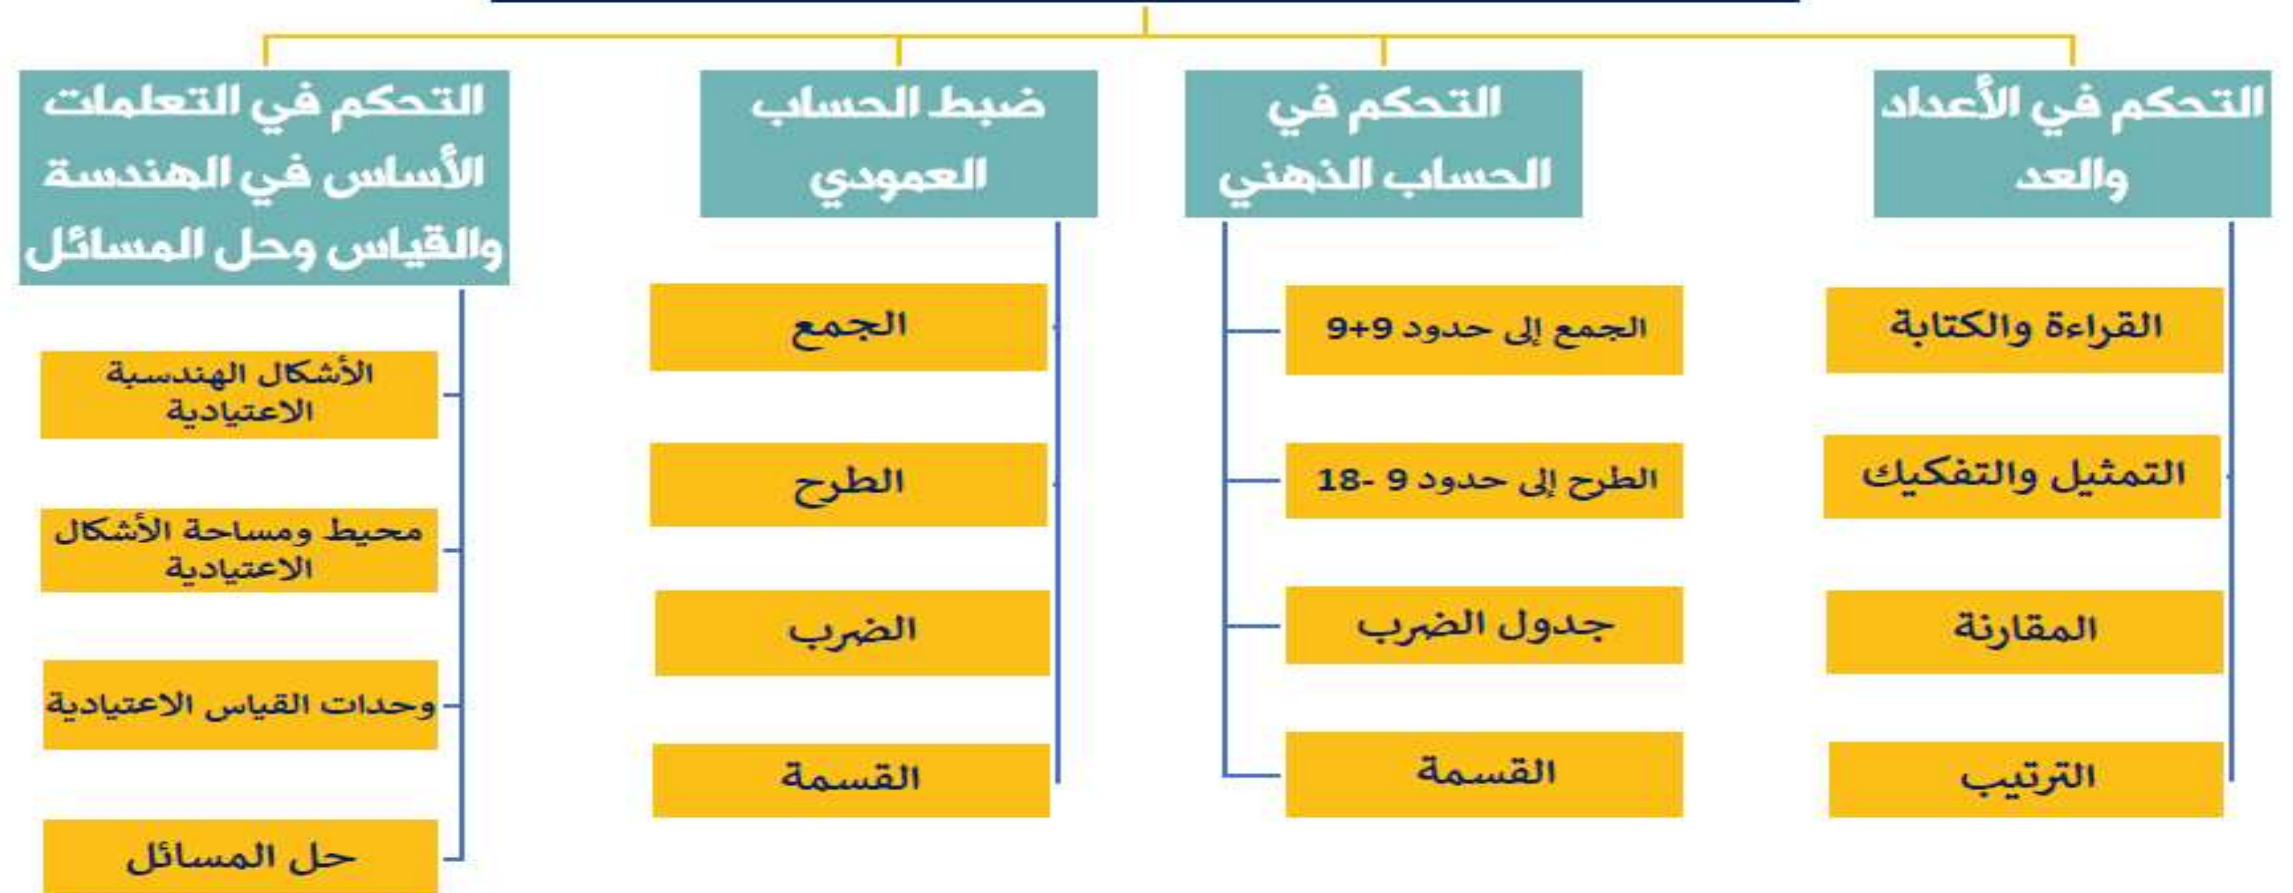 التحكم في الأعداد
والعد
القراءة والكتابة
التمثيل والتفكيك
المقارنة
الترتيب
التحكم في
الحساب الذهني
الجمع إلى حدود 9+9
الطرح إلى حدود 9 -18
جدول الضرب
القسمة
ضبط الحساب
العمودي
الجمع
الطرح
الضرب
القسمة
التحكم في التعلمات
الأساس في الهندسة
والقياس وحل المسائل
الأشكال الهندسبة
الاعتيادية
محيط ومساحة الأشكال
الاعتيادية
وحدات القياس الاعتيادية
حل المسائل